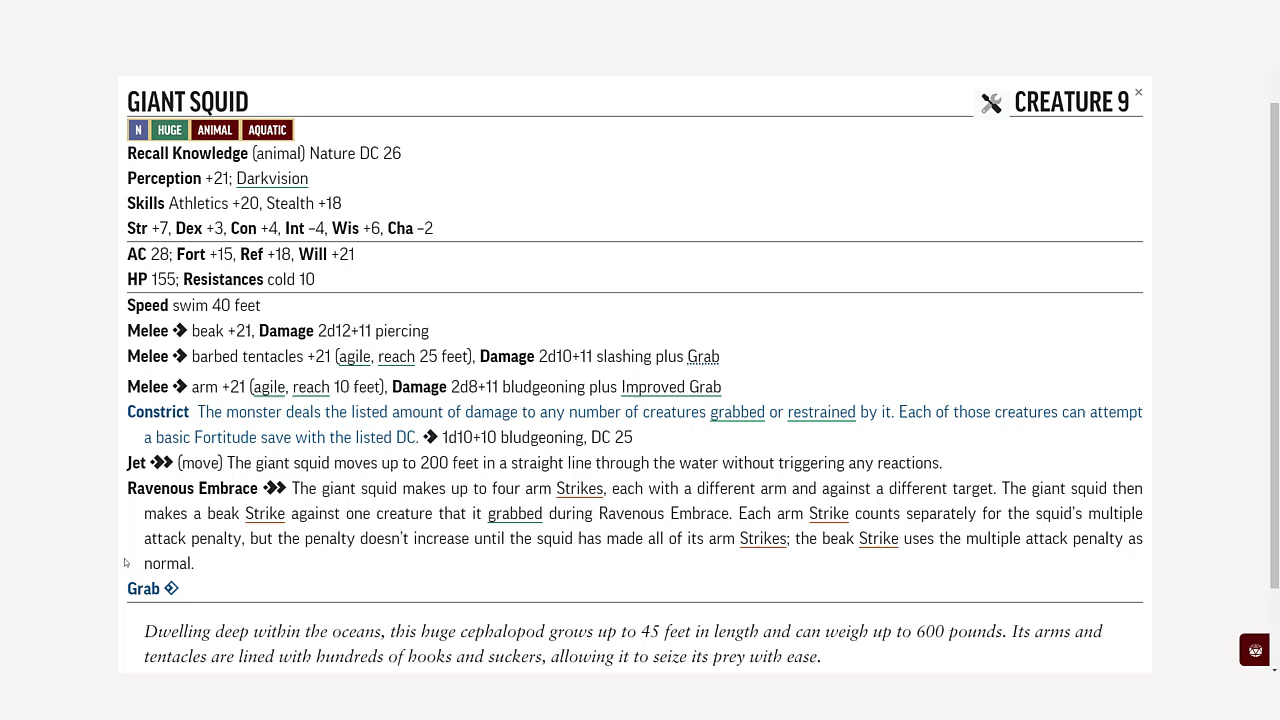 GIANT SQUID CREATURE 9 ×
N HUGE ANIMAL AQUATIC
Recall Knowledge (animal) Nature DC 26
Perception +21; Darkvision
Skills Athletics +20, Stealth +18
Str +7, Dex +3, Con +4, Int –4, Wis +6, Cha –2
AC 28; Fort +15, Ref +18, Will +21
HP 155; Resistances cold 10
Speed swim 40 feet
Melee beak +21, Damage 2d12+11 piercing
Melee barbed tentacles +21 (agile, reach 25 feet), Damage 2d10+11 slashing plus Grab
Melee arm +21 (agile, reach 10 feet), Damage 2d8+11 bludgeoning plus Improved Grab
Constrict The monster deals the listed amount of damage to any number of creatures grabbed or restrained by it. Each of those creatures can attempt
a basic Fortitude save with the listed DC. 1d10+10 bludgeoning, DC 25
Jet (move) The giant squid moves up to 200 feet in a straight line through the water without triggering any reactions.
Ravenous Embrace The giant squid makes up to four arm Strikes, each with a different arm and against a different target. The giant squid then
makes a beak Strike against one creature that it grabbed during Ravenous Embrace. Each arm Strike counts separately for the squid's multiple
attack penalty, but the penalty doesn't increase until the squid has made all of its arm Strikes; the beak Strike uses the multiple attack penalty as
normal.
Grab
Dwelling deep within the oceans, this huge cephalopod grows up to 45 feet in length and can weigh up to 600 pounds. Its arms and
tentacles are lined with hundreds of hooks and suckers, allowing it to seize its prey with ease.